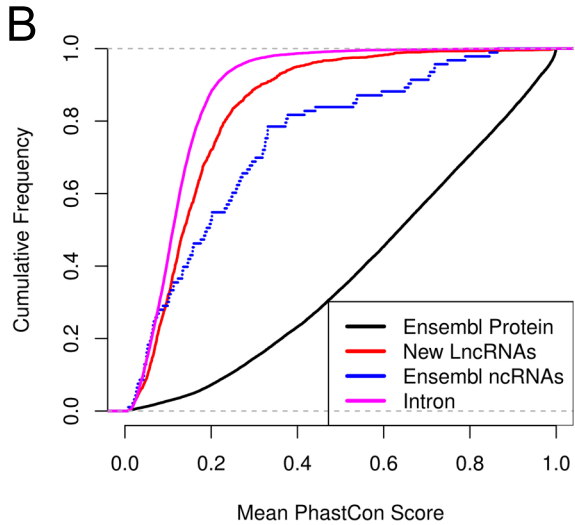 B
Cumulative Frequency
1.0
0.8
0.6
0.4
0.2
0.0
Ensembl Protein
New LncRNAs
Ensembl ncRNAs
Intron
0.0 0.2 0.4 0.6 0.8 1.0
Mean PhastCon Score